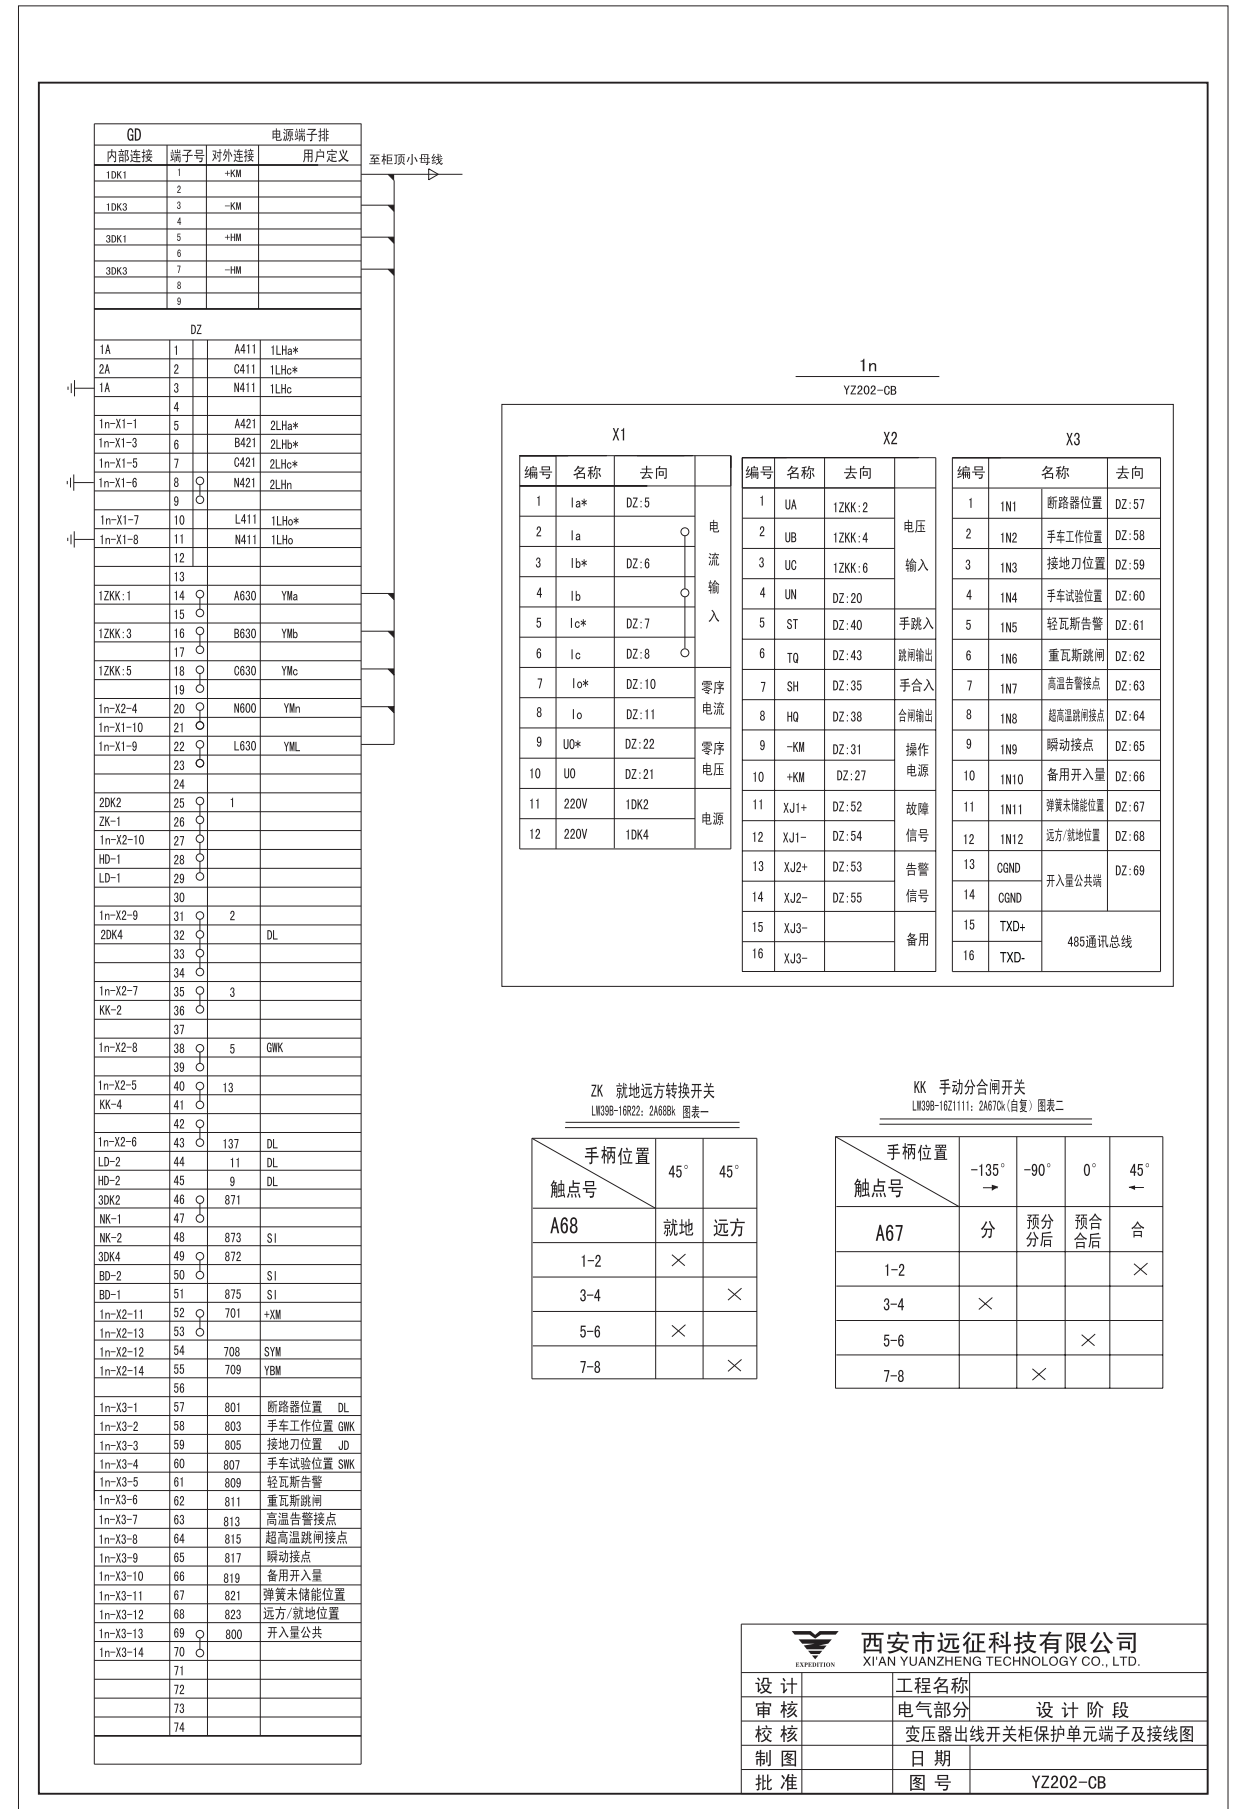 GD 电源端子排
内部连接 端子号 对外连接 用户定义
1DK1 1 +KM
2
1DK3 3 -KM
4
3DK1 5 +HM
6
3DK3 7 -HM
8
9
至柜顶小母线
DZ
1A 1 A411 1LHa*
2A 2 C411 1LHc*
1A 3 N411 1LHc
4
1n-X1-1 5 A421 2LHa*
1n-X1-3 6 B421 2LHb*
1n-X1-5 7 C421 2LHc*
1n-X1-6 8 N421 2LHn
9
1n-X1-7 10 L411 1LHo*
1n-X1-8 11 N411 1LHo
12
13
1ZKK:1 14 A630 YMa
15
1ZKK:3 16 B630 YMb
17
1ZKK:5 18 C630 YMc
19
1n-X2-4 20 N600 YMn
1n-X1-10 21
1n-X1-9 22 L630 YML
23
24
2DK2 25 1
ZK-1 26
1n-X2-10 27
HD-1 28
LD-1 29
30
1n-X2-9 31 2
2DK4 32 DL
33
34
1n-X2-7 35 3
KK-2 36
37
1n-X2-8 38 5 GWK
39
1n-X2-5 40 13
KK-4 41
42
1n-X2-6 43 137 DL
LD-2 44 11 DL
HD-2 45 9 DL
3DK2 46 871
NK-1 47
NK-2 48 873 SI
3DK4 49 872
BD-2 50 SI
BD-1 51 875 SI
1n-X2-11 52 701 +XM
1n-X2-13 53
1n-X2-12 54 708 SYM
1n-X2-14 55 709 YBM
56
1n-X3-1 57 801 断路器位置 DL
1n-X3-2 58 803 手车工作位置 GWK
1n-X3-3 59 805 接地刀位置 JD
1n-X3-4 60 807 手车试验位置 SWK
1n-X3-5 61 809 轻瓦斯告警
1n-X3-6 62 811 重瓦斯跳闸
1n-X3-7 63 813 高温告警接点
1n-X3-8 64 815 超高温跳闸接点
1n-X3-9 65 817 瞬动接点
1n-X3-10 66 819 备用开入量
1n-X3-11 67 821 弹簧未储能位置
1n-X3-12 68 823 远方/就地位置
1n-X3-13 69 800 开入量公共
1n-X3-14 70
71
72
73
74
1n
YZ202-CB
X1
编号 名称 去向
1 Ia* DZ:5
2 Ia
3 Ib* DZ:6
4 Ib
5 Ic* DZ:7
6 Ic DZ:8
电流输入
7 Io* DZ:10
8 Io DZ:11
零序电流
9 U0* DZ:22
10 U0 DZ:21
零序电压
11 220V 1DK2
12 220V 1DK4
电源
X2
编号 名称 去向
1 UA 1ZKK:2
2 UB 1ZKK:4
3 UC 1ZKK:6
4 UN DZ:20
电压输入
5 ST DZ:40 手跳入
6 TQ DZ:43 跳闸输出
7 SH DZ:35 手合入
8 HQ DZ:38 合闸输出
9 -KM DZ:31
10 +KM DZ:27
操作电源
11 XJ1+ DZ:52
12 XJ1- DZ:54
故障信号
13 XJ2+ DZ:53
14 XJ2- DZ:55
告警信号
15 XJ3-
16 XJ3-
备用
X3
编号 名称 去向
1 1N1 断路器位置 DZ:57
2 1N2 手车工作位置 DZ:58
3 1N3 接地刀位置 DZ:59
4 1N4 手车试验位置 DZ:60
5 1N5 轻瓦斯告警 DZ:61
6 1N6 重瓦斯跳闸 DZ:62
7 1N7 高温告警接点 DZ:63
8 1N8 超高温跳闸接点 DZ:64
9 1N9 瞬动接点 DZ:65
10 1N10 备用开入量 DZ:66
11 1N11 弹簧未储能位置 DZ:67
12 1N12 远方/就地位置 DZ:68
13 CGND
14 CGND
开入量公共端 DZ:69
15 TXD+
16 TXD-
485通讯总线
ZK 就地远方转换开关
LW39B-16R22; 2A68Bk 图表一
手柄位置 45° 45°
触点号
A68 就地 远方
1-2 ×
3-4 ×
5-6 ×
7-8 ×
KK 手动分合闸开关
LW39B-16Z1111; 2A67Ck(自复) 图表二
手柄位置 -135° -90° 0° 45°
触点号 → ←
A67 分 预分分后 预合合后 合
1-2 ×
3-4 ×
5-6 ×
7-8 ×
EXPEDITION
西安市远征科技有限公司
XI'AN YUANZHENG TECHNOLOGY CO., LTD.
设计 工程名称
审核 电气部分 设计阶段
校核 变压器出线开关柜保护单元端子及接线图
制图 日期
批准 图号 YZ202-CB